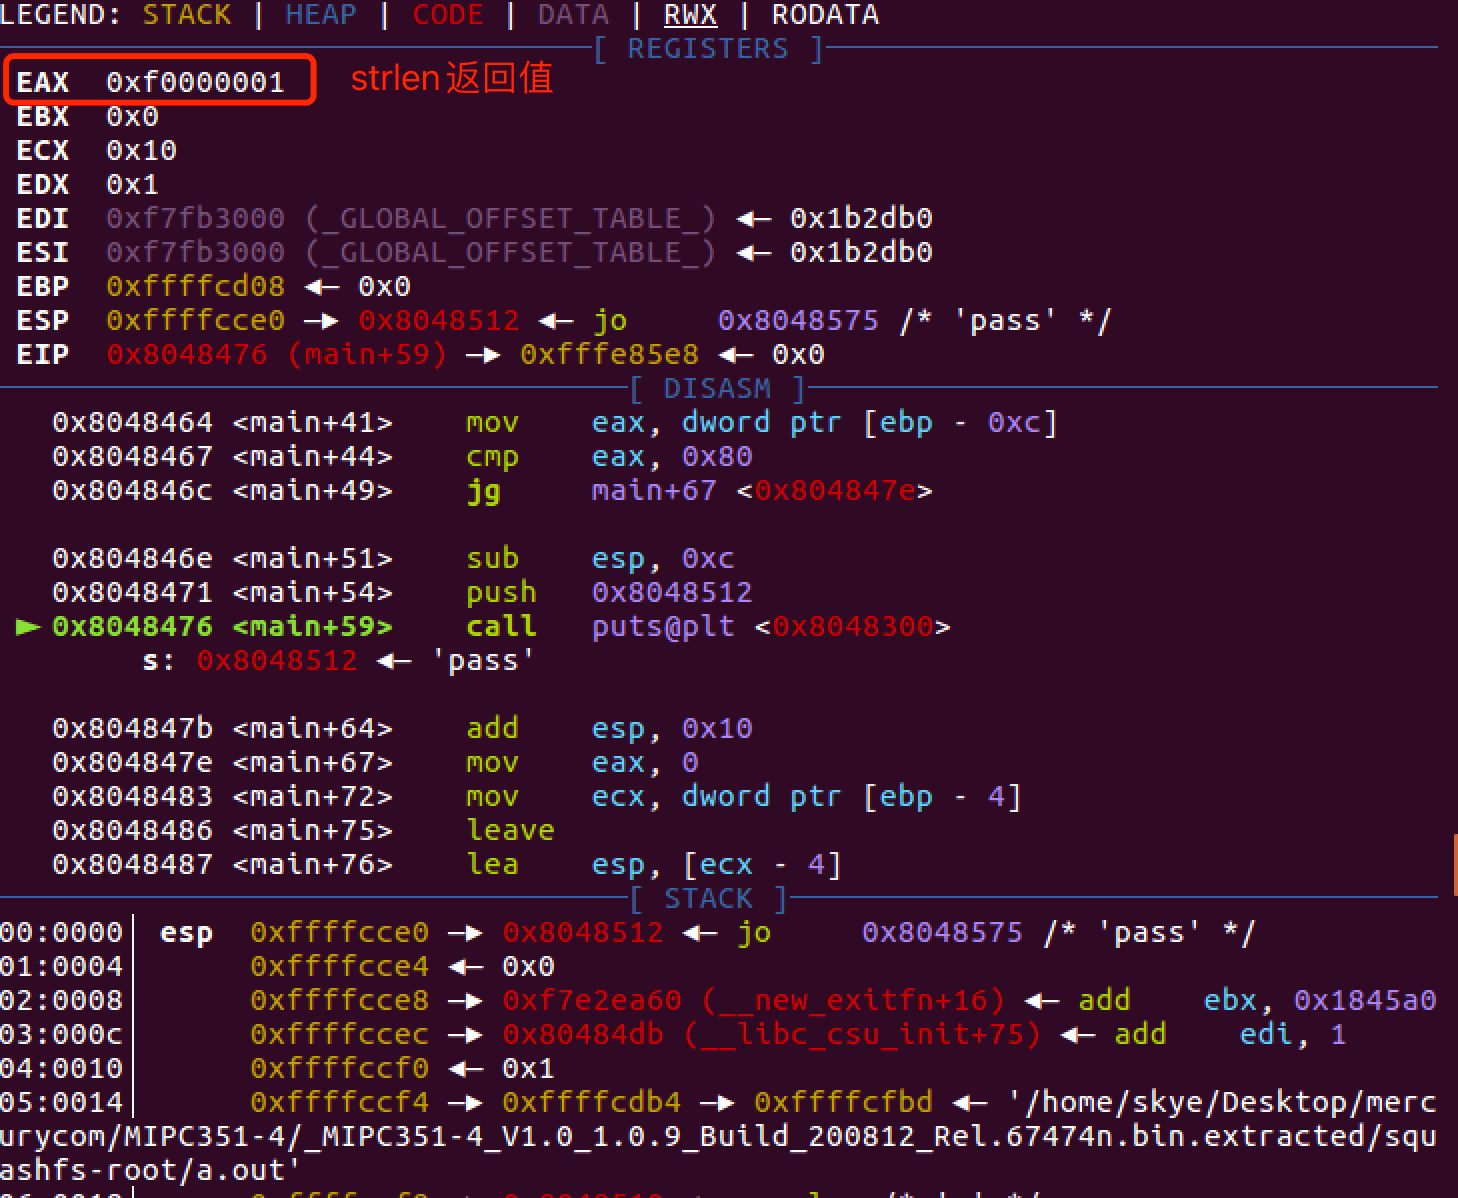 LEGEND: STACK | HEAP | CODE | DATA | RWX | RODATA
[ REGISTERS ]
EAX 0xf0000001 strlen返回值
EBX 0x0
ECX 0x10
EDX 0x1
EDI 0xf7fb3000 (_GLOBAL_OFFSET_TABLE_) ◂— 0x1b2db0
ESI 0xf7fb3000 (_GLOBAL_OFFSET_TABLE_) ◂— 0x1b2db0
EBP 0xffffcd08 ◂— 0x0
ESP 0xffffcce0 —▸ 0x8048512 ◂— jo 0x8048575 /* 'pass' */
EIP 0x8048476 (main+59) —▸ 0xfffe85e8 ◂— 0x0
[ DISASM ]
0x8048464 <main+41> mov eax, dword ptr [ebp - 0xc]
0x8048467 <main+44> cmp eax, 0x80
0x804846c <main+49> jg main+67 <0x804847e>
0x804846e <main+51> sub esp, 0xc
0x8048471 <main+54> push 0x8048512
► 0x8048476 <main+59> call puts@plt <0x8048300>
s: 0x8048512 ◂— 'pass'
0x804847b <main+64> add esp, 0x10
0x804847e <main+67> mov eax, 0
0x8048483 <main+72> mov ecx, dword ptr [ebp - 4]
0x8048486 <main+75> leave
0x8048487 <main+76> lea esp, [ecx - 4]
[ STACK ]
00:0000│ esp 0xffffcce0 —▸ 0x8048512 ◂— jo 0x8048575 /* 'pass' */
01:0004│ 0xffffcce4 ◂— 0x0
02:0008│ 0xffffcce8 —▸ 0xf7e2ea60 (__new_exitfn+16) ◂— add ebx, 0x1845a0
03:000c│ 0xffffccec —▸ 0x80484db (__libc_csu_init+75) ◂— add edi, 1
04:0010│ 0xffffccf0 ◂— 0x1
05:0014│ 0xffffccf4 —▸ 0xffffcdb4 —▸ 0xffffcfbd ◂— '/home/skye/Desktop/merc
urycom/MIPC351-4/_MIPC351-4_V1.0_1.0.9_Build_200812_Rel.67474n.bin.extracted/squ
ashfs-root/a.out'